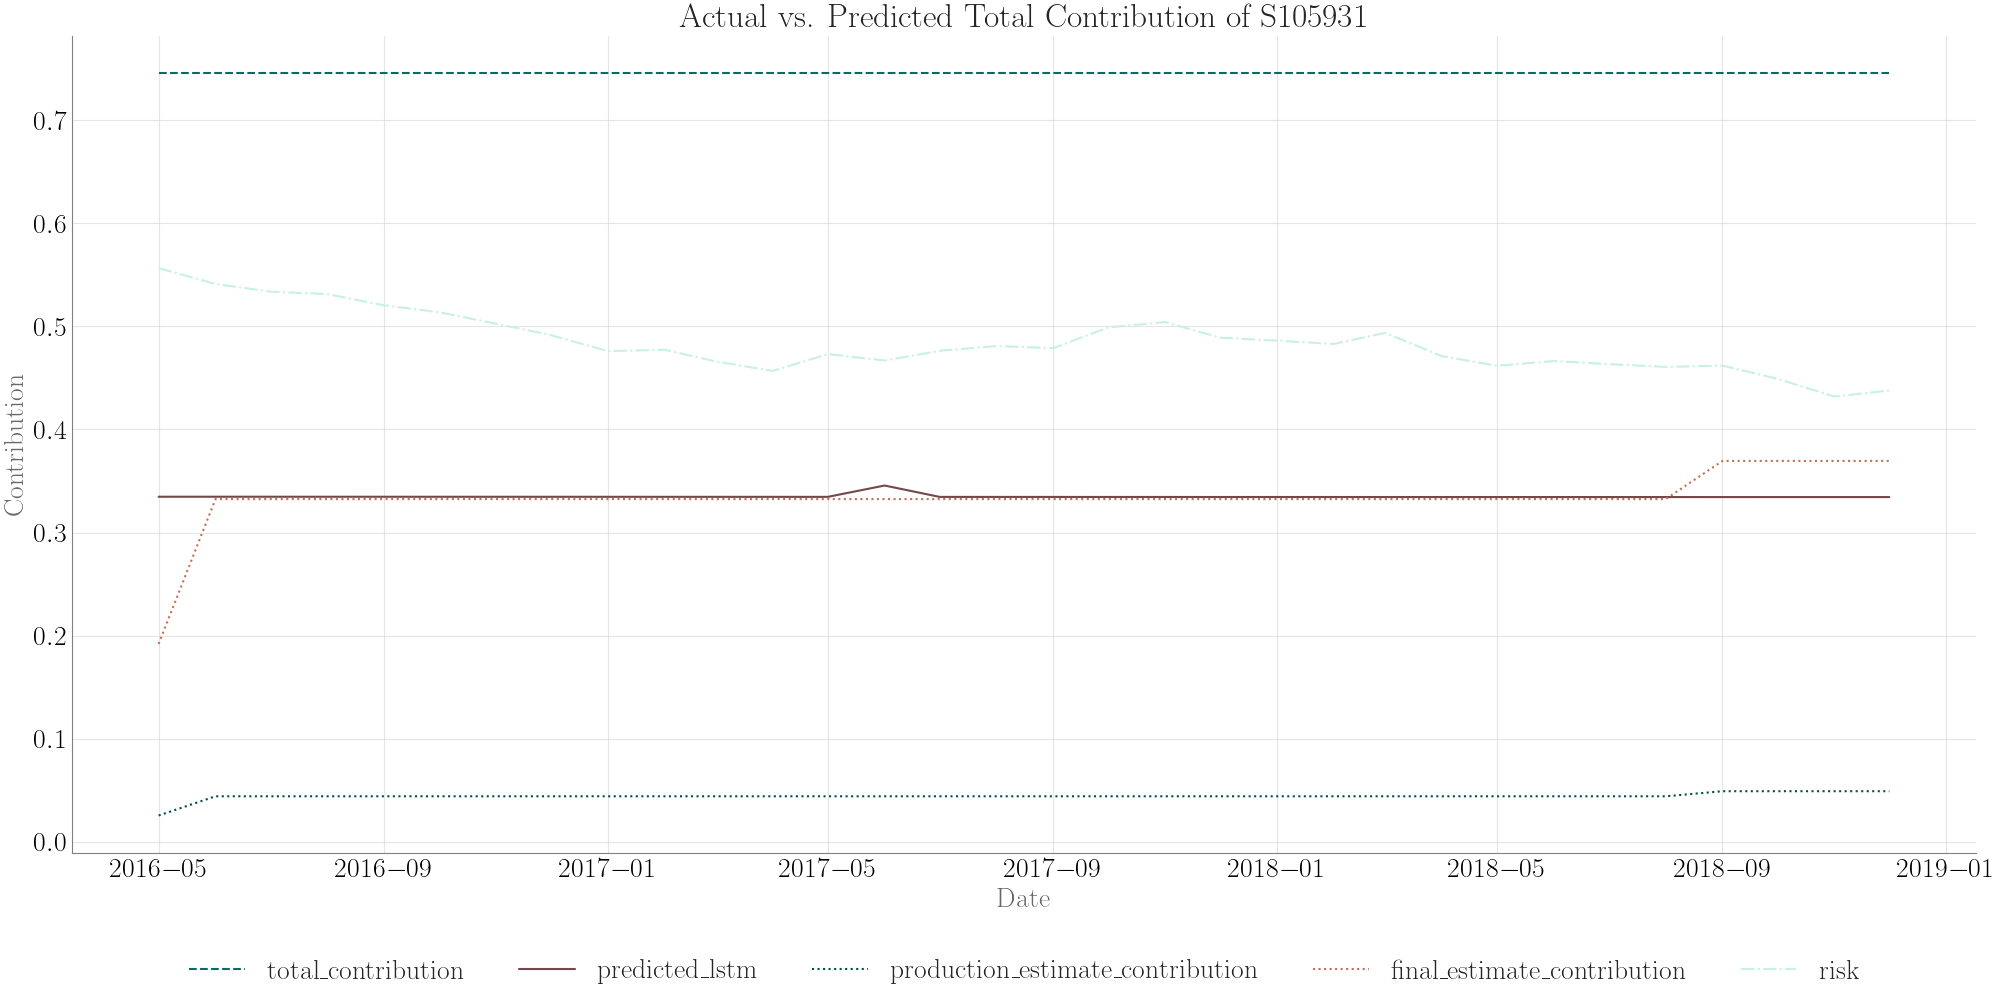 Actual vs. Predicted Total Contribution of S105931
Contribution
0.7
0.6
0.5
0.4
0.3
0.2
0.1
0.0
2016−05 2016−09 2017−01 2017−05 2017−09 2018−01 2018−05 2018−09 2019−01
Date
total_contribution predicted_lstm production_estimate_contribution final_estimate_contribution risk